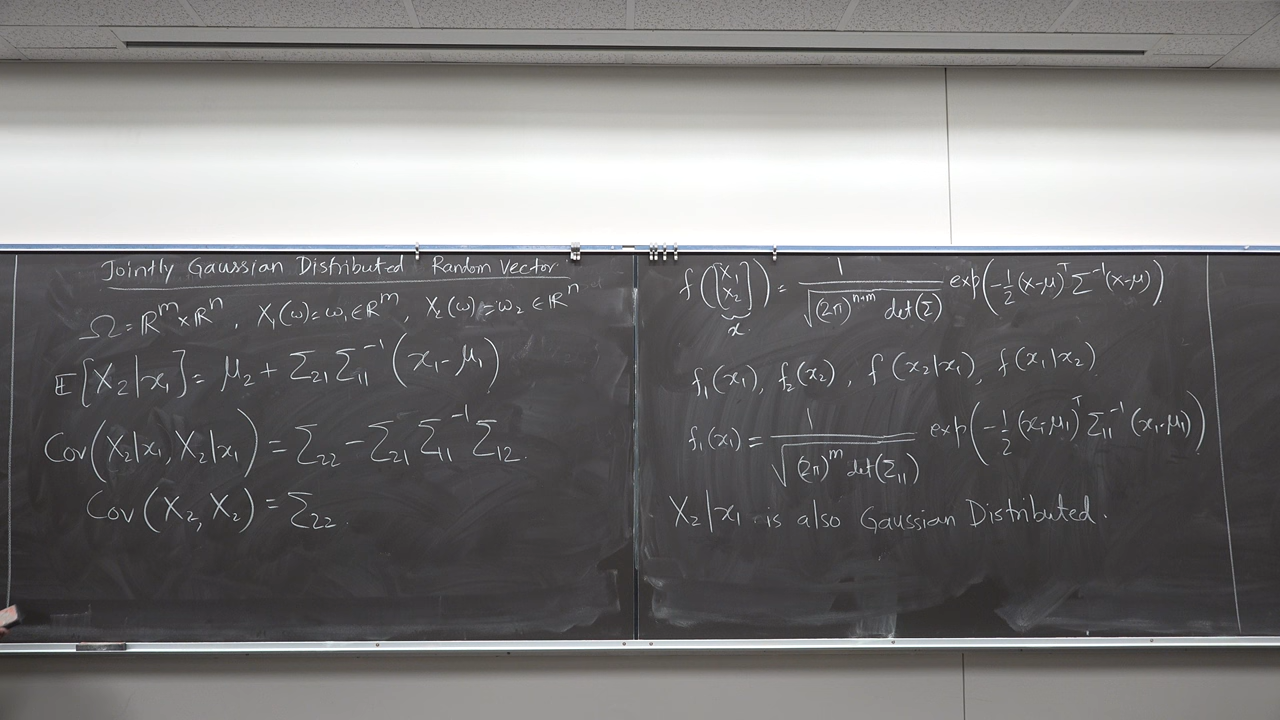 Jointly Gaussian Distributed Random Vector
Ω = ℝ^m × ℝ^n, X₁(ω) = ω₁ ∈ ℝ^m, X₂(ω) = ω₂ ∈ ℝ^n
𝔼[X₂|x₁] = μ₂ + Σ₂₁ Σ₁₁^{-1} (x₁ - μ₁)
Cov(X₂|x₁, X₂|x₁) = Σ₂₂ - Σ₂₁ Σ₁₁^{-1} Σ₁₂.
Cov(X₂, X₂) = Σ₂₂.
f([x₁ x₂]) = 1/√((2π)^{n+m} det(Σ)) exp(-1/2 (x-μ)^T Σ^{-1} (x-μ))
x
f₁(x₁), f₂(x₂), f(x₂|x₁), f(x₁|x₂)
f₁(x₁) = 1/√((2π)^m det(Σ₁₁)) exp(-1/2 (x₁-μ₁)^T Σ₁₁^{-1} (x₁-μ₁))
X₂|x₁ is also Gaussian Distributed.